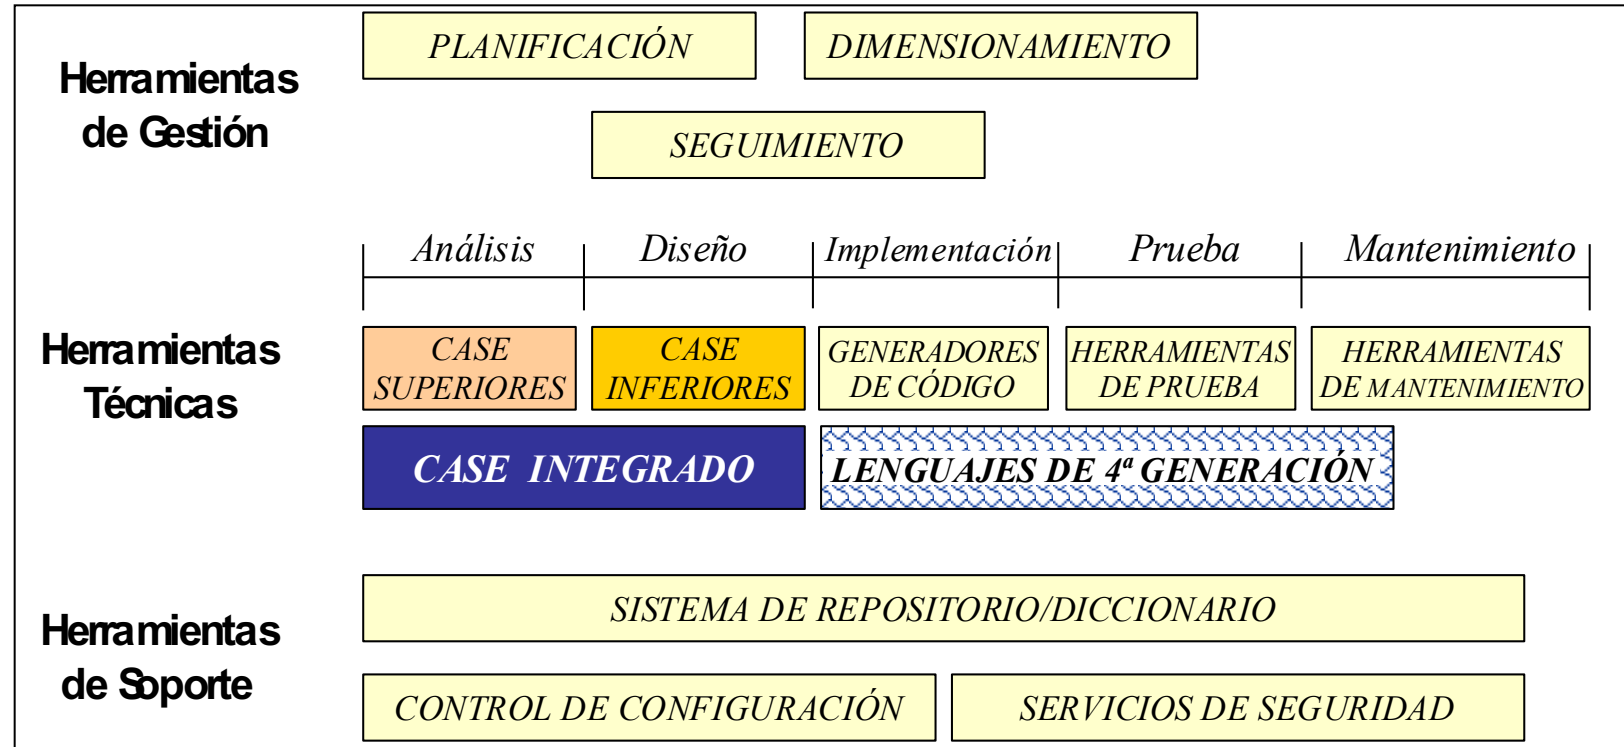 PLANIFICACIÓN
DIMENSIONAMIENTO
Herramientas
de Gestión
SEGUIMIENTO
Análisis
Diseño
Implementación
Prueba
Mantenimiento
Herramientas
Técnicas
CASE
SUPERIORES
CASE
INFERIORES
GENERADORES
DE CÓDIGO
HERRAMIENTAS
DE PRUEBA
HERRAMIENTAS
DE MANTENIMIENTO
CASE INTEGRADO
LENGUAJES DE 4ª GENERACIÓN
Herramientas
de Soporte
SISTEMA DE REPOSITORIO/DICCIONARIO
CONTROL DE CONFIGURACIÓN
SERVICIOS DE SEGURIDAD